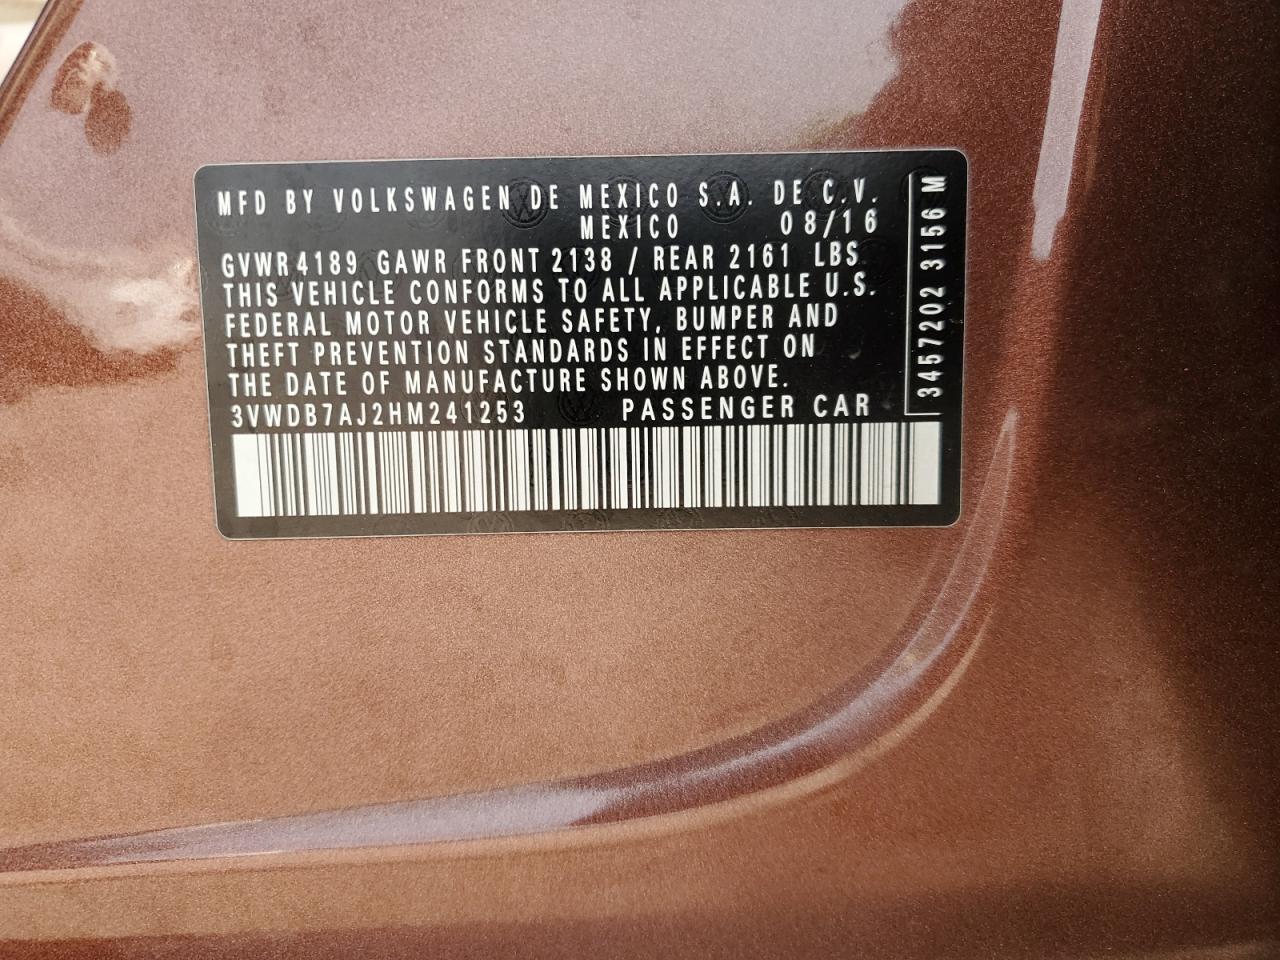 MFD BY VOLKSWAGEN DE MEXICO S.A. DE C.V.
MEXICO 08/16
GVWR 4189 GAWR FRONT 2138 / REAR 2161 LBS
THIS VEHICLE CONFORMS TO ALL APPLICABLE U.S.
FEDERAL MOTOR VEHICLE SAFETY, BUMPER AND
THEFT PREVENTION STANDARDS IN EFFECT ON
THE DATE OF MANUFACTURE SHOWN ABOVE.
3VWDB7AJ2HM241253 PASSENGER CAR
3457202 3156 M